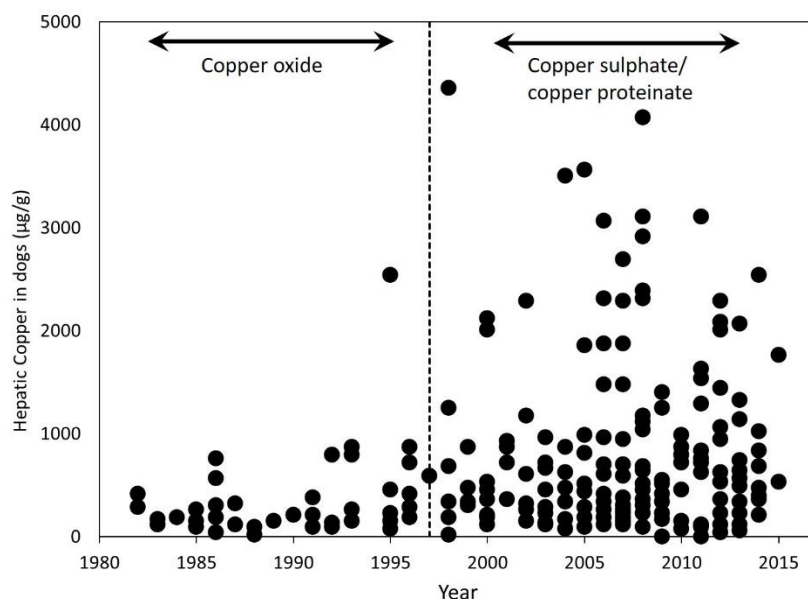 5000
4000
3000
2000
1000
0
Hepatic Copper in dogs (µg/g)
Copper oxide
Copper sulphate/
copper proteinate
1980 1985 1990 1995 2000 2005 2010 2015
Year